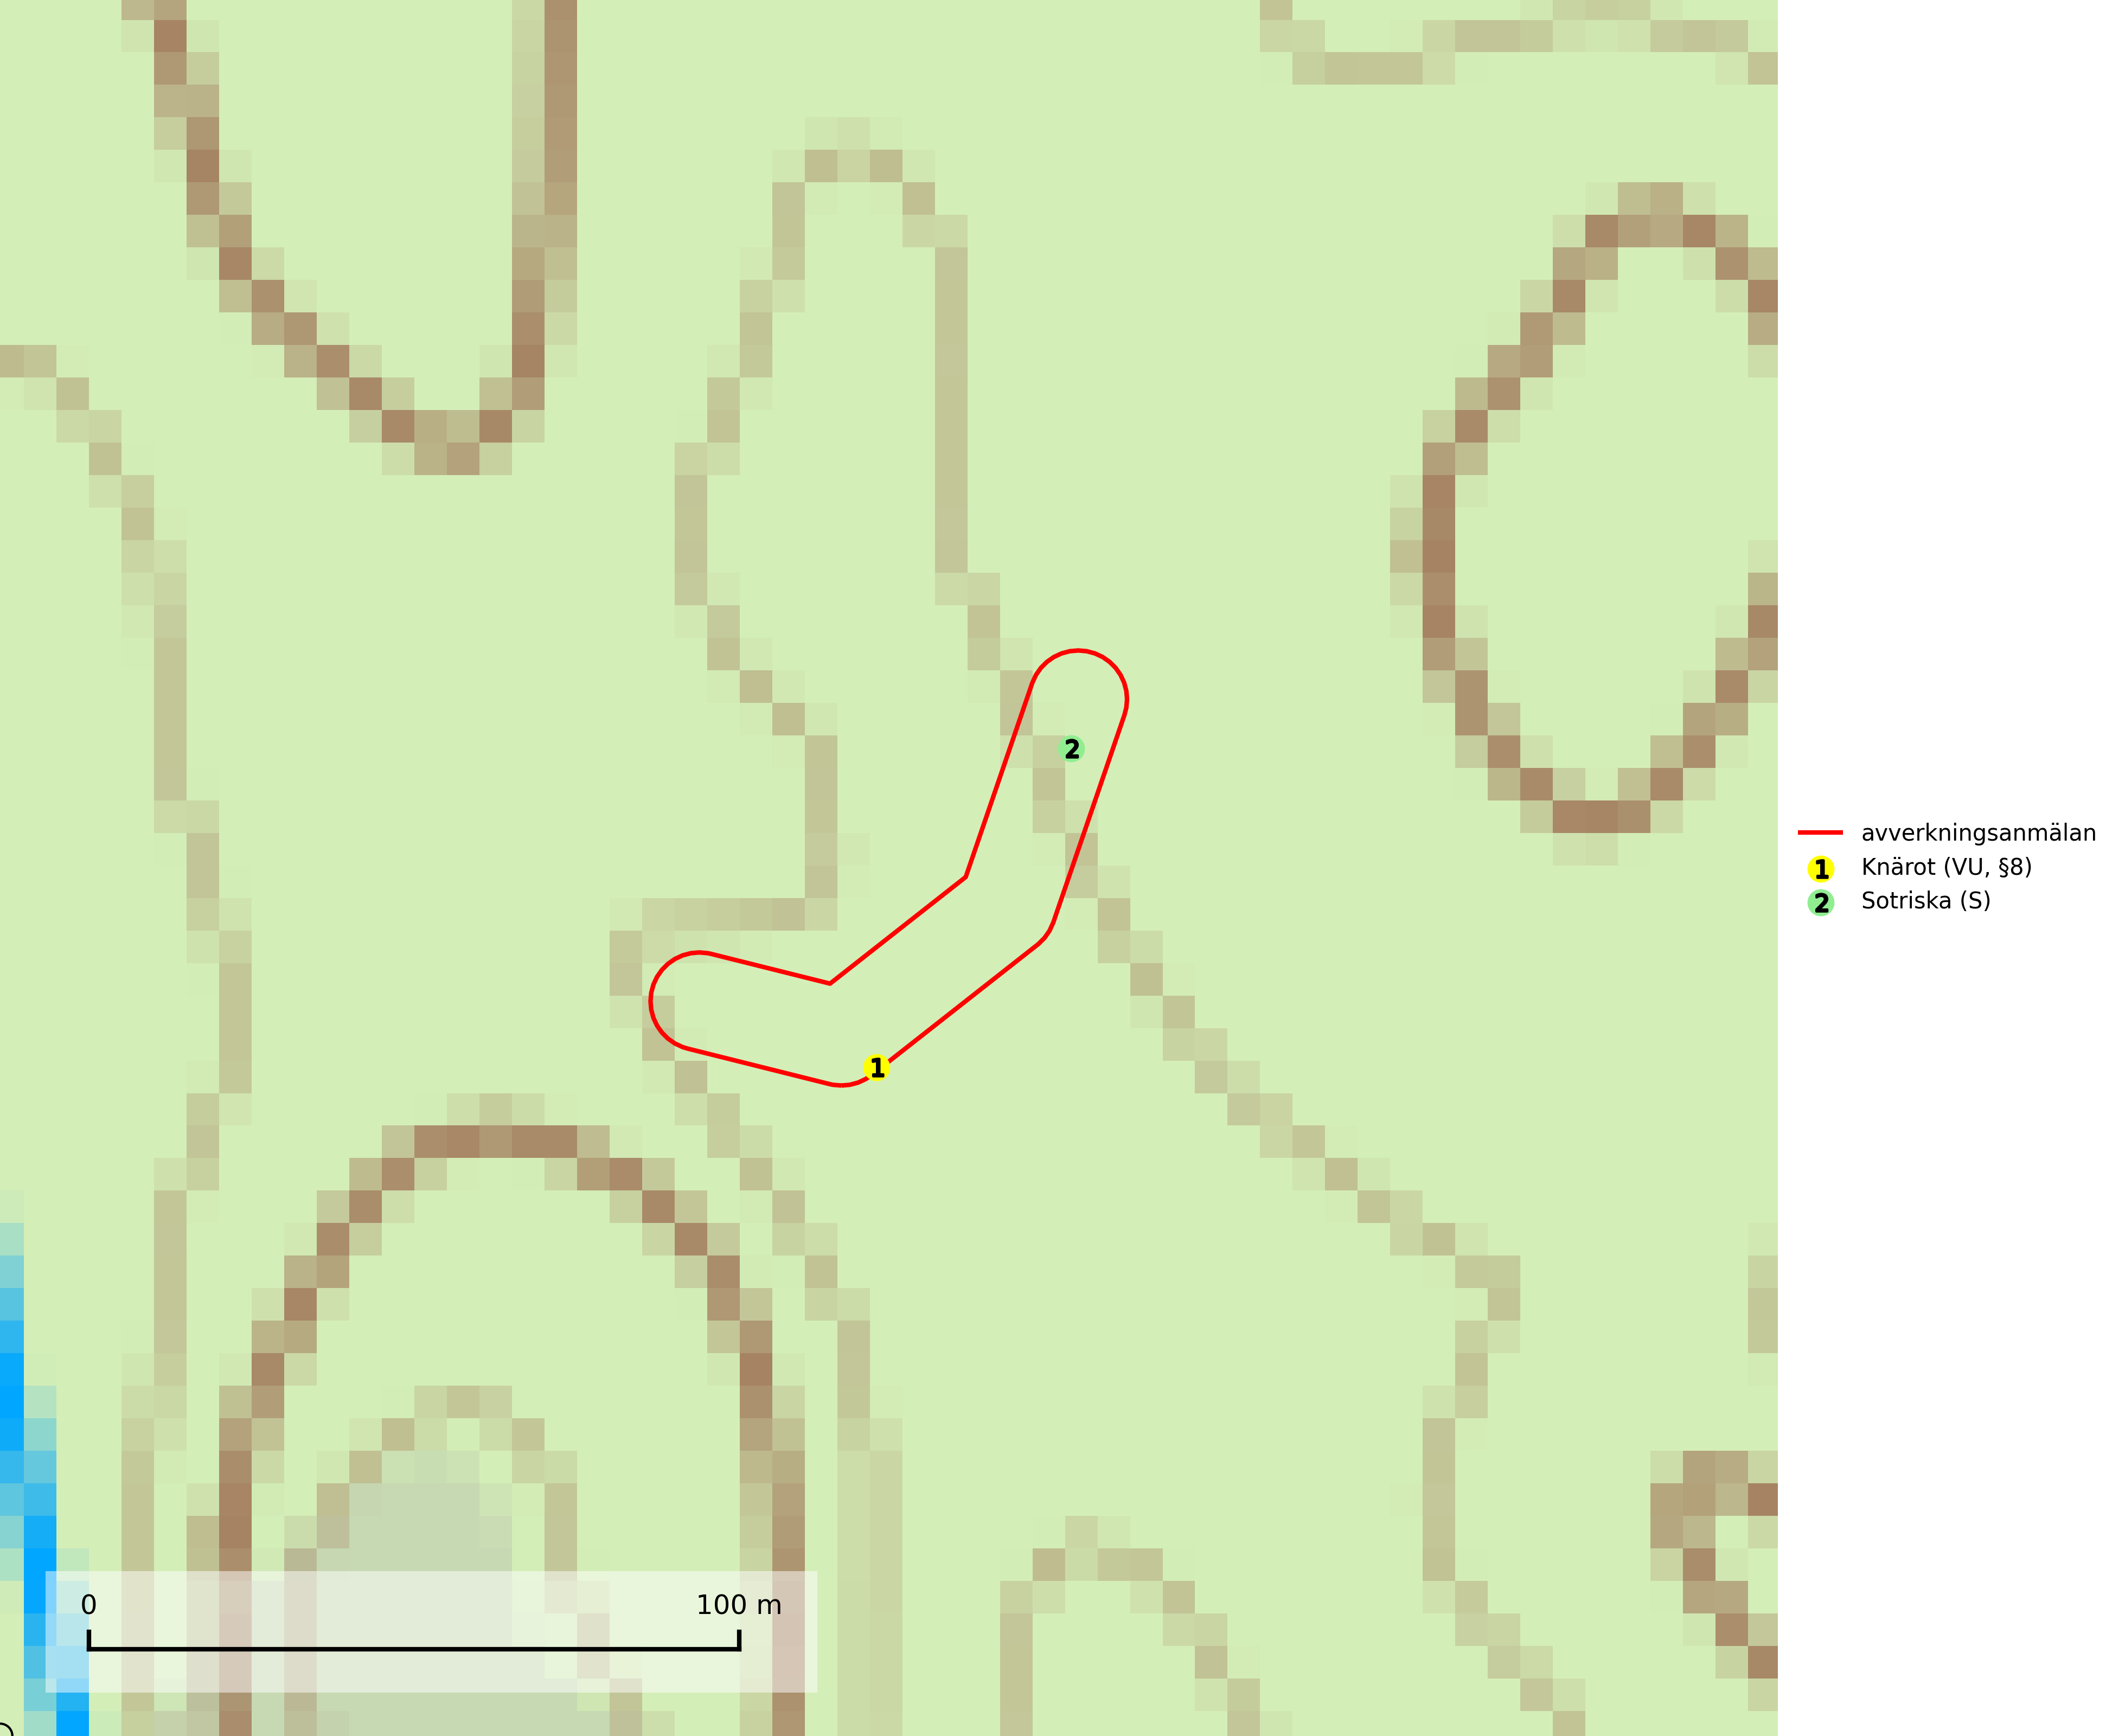 2
1
avverkningsanmälan
1 Knärot (VU, §8)
2 Sotriska (S)
0 100 m